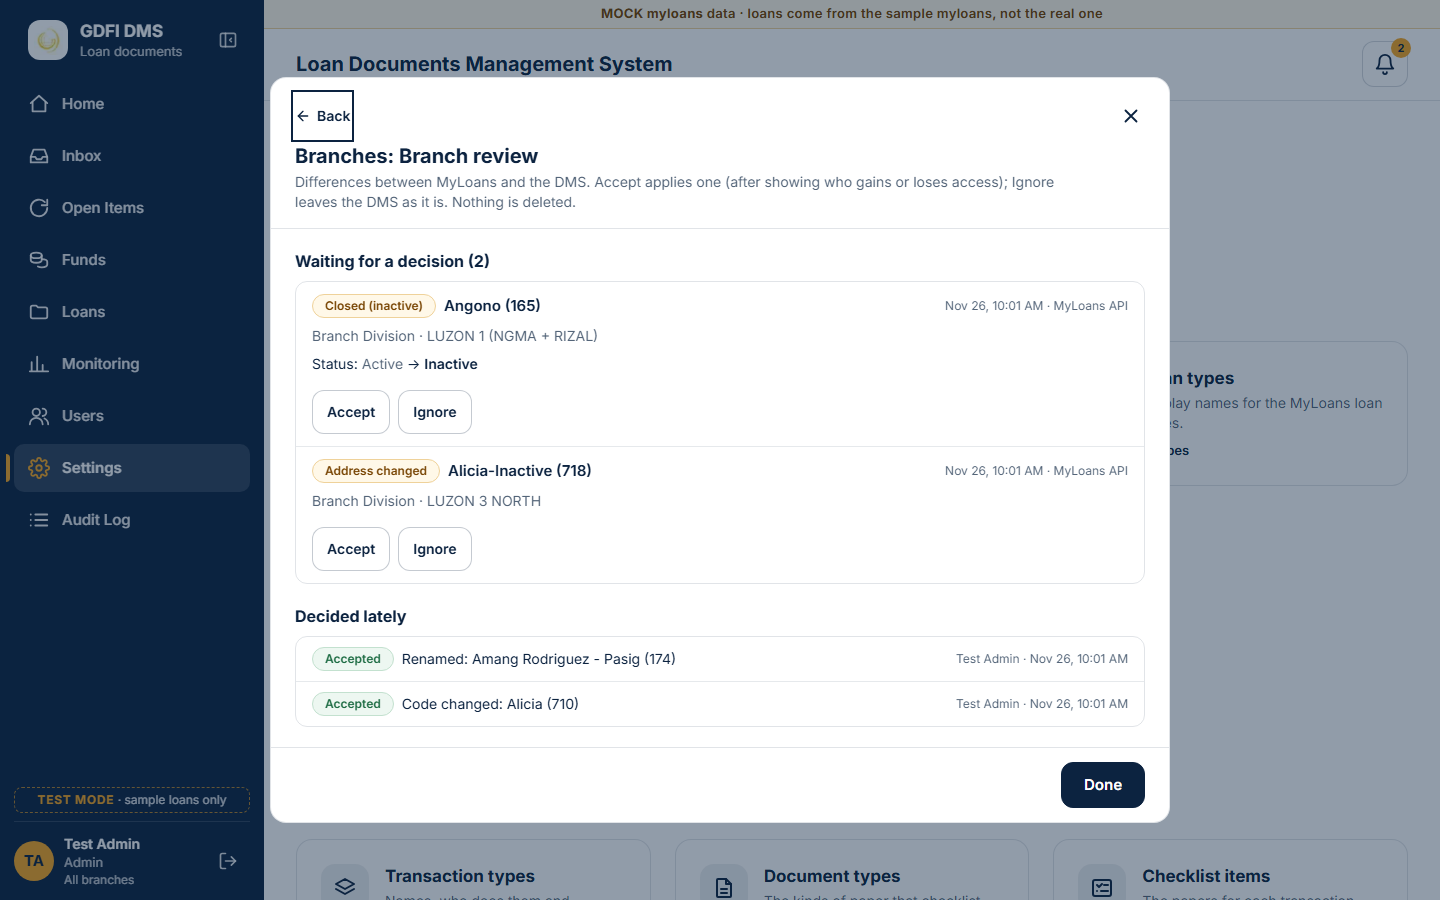 MOCK myloans data · loans come from the sample myloans, not the real one
GDFI DMS
Loan documents
Home
Inbox
Open Items
Funds
Loans
Monitoring
Users
Settings
Audit Log
TEST MODE · sample loans only
TA
Test Admin
Admin
All branches
Loan Documents Management System
2
← Back
Branches: Branch review
Differences between MyLoans and the DMS. Accept applies one (after showing who gains or loses access); Ignore
leaves the DMS as it is. Nothing is deleted.
Waiting for a decision (2)
Closed (inactive) Angono (165) Nov 26, 10:01 AM · MyLoans API
Branch Division · LUZON 1 (NGMA + RIZAL)
Status: Active → Inactive
Accept Ignore
Address changed Alicia-Inactive (718) Nov 26, 10:01 AM · MyLoans API
Branch Division · LUZON 3 NORTH
Accept Ignore
Decided lately
Accepted Renamed: Amang Rodriguez - Pasig (174) Test Admin · Nov 26, 10:01 AM
Accepted Code changed: Alicia (710) Test Admin · Nov 26, 10:01 AM
Done
types
names for the MyLoans loan
Transaction types
Document types
Checklist items